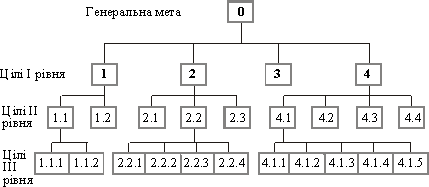 Генеральна мета 0
Цілі І рівня 1 2 3 4
Цілі ІІ рівня 1.1 1.2 2.1 2.2 2.3 4.1 4.2 4.3 4.4
Цілі ІІІ рівня 1.1.1 1.1.2 2.2.1 2.2.2 2.2.3 2.2.4 4.1.1 4.1.2 4.1.3 4.1.4 4.1.5